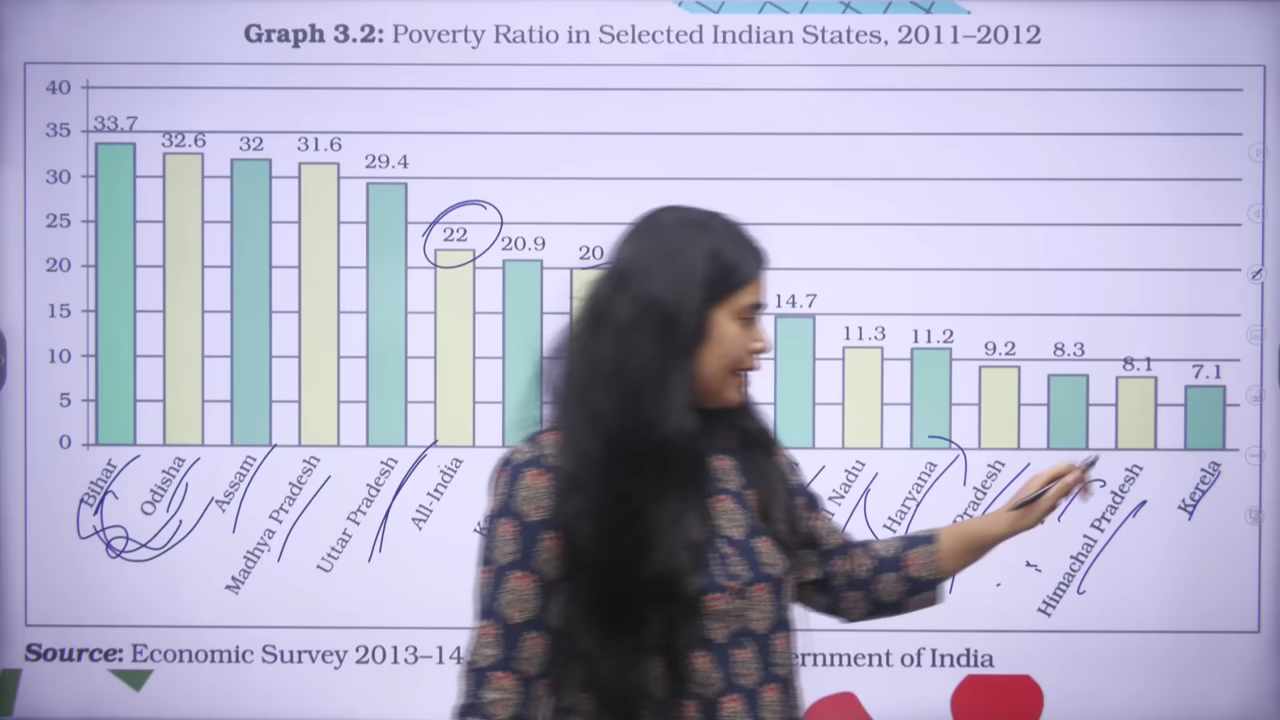 Graph 3.2: Poverty Ratio in Selected Indian States, 2011–2012
40
35
30
25
20
15
10
5
0
33.7
32.6
32
31.6
29.4
22
20.9
20
14.7
11.3
11.2
9.2
8.3
8.1
7.1
Bihar
Odisha
Assam
Madhya Pradesh
Uttar Pradesh
All-India
Nadu
Haryana
Pradesh
Himachal Pradesh
Kerela
Source: Economic Survey 2013–14, of India